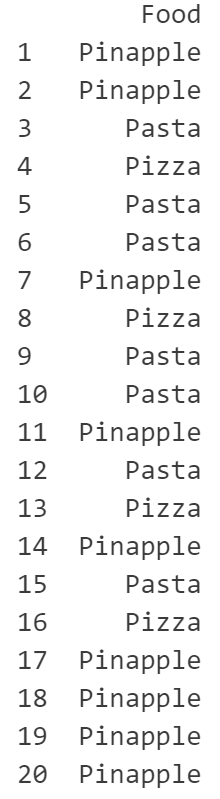 Food
1 Pinapple
2 Pinapple
3 Pasta
4 Pizza
5 Pasta
6 Pasta
7 Pinapple
8 Pizza
9 Pasta
10 Pasta
11 Pinapple
12 Pasta
13 Pizza
14 Pinapple
15 Pasta
16 Pizza
17 Pinapple
18 Pinapple
19 Pinapple
20 Pinapple